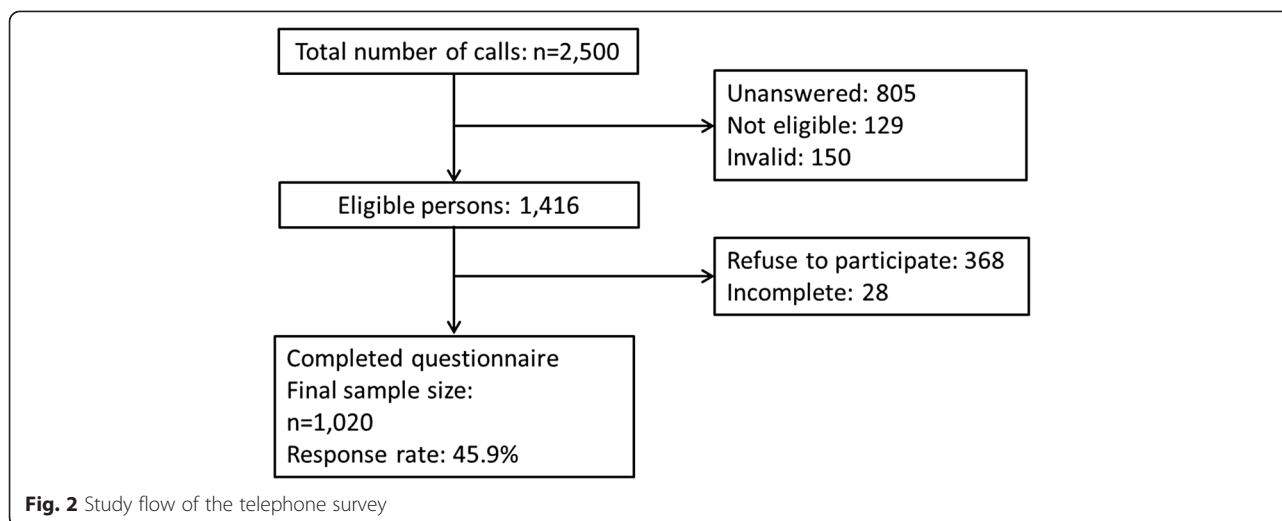 Total number of calls: n=2,500
Unanswered: 805
Not eligible: 129
Invalid: 150
Eligible persons: 1,416
Refuse to participate: 368
Incomplete: 28
Completed questionnaire
Final sample size:
n=1,020
Response rate: 45.9%
Fig. 2 Study flow of the telephone survey